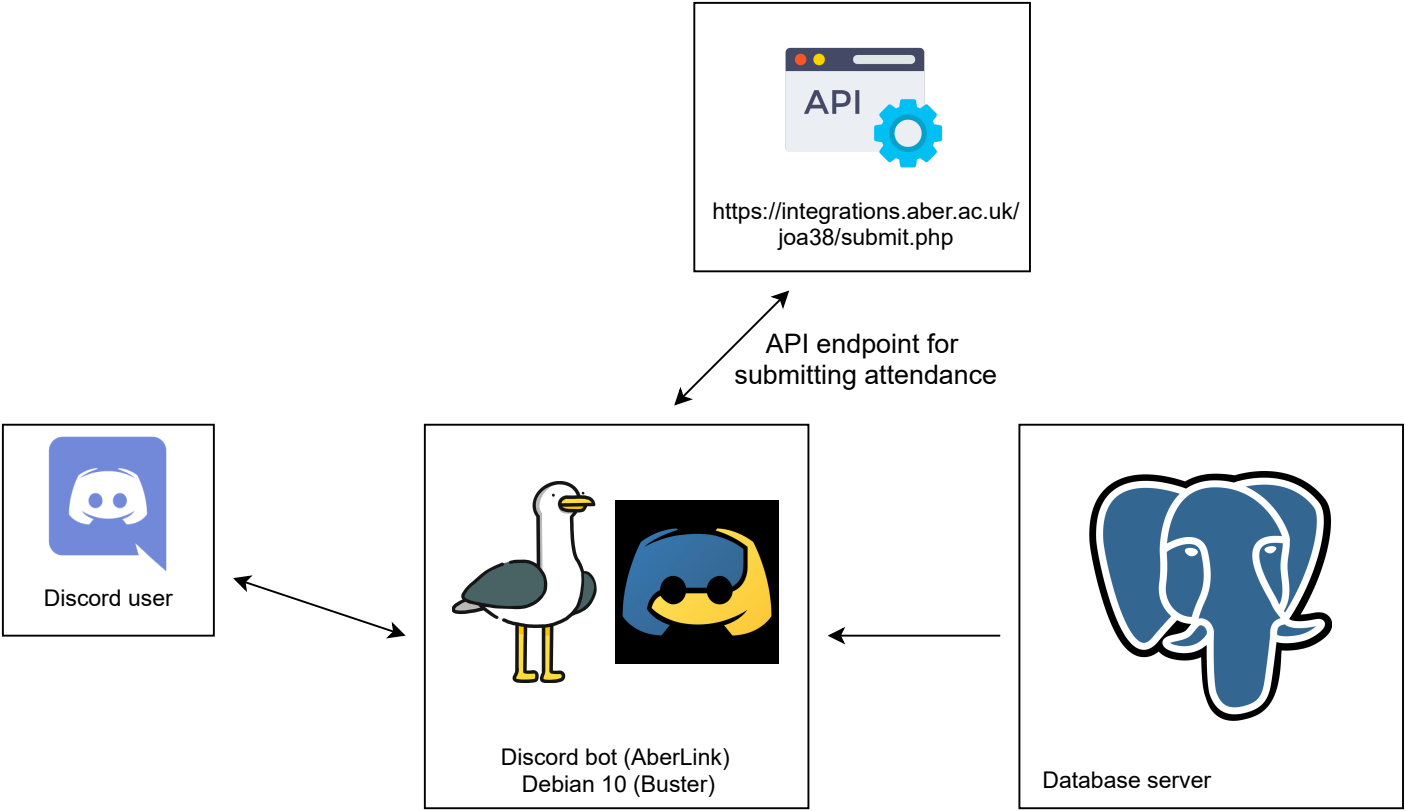 API
https://integrations.aber.ac.uk/
joa38/submit.php
API endpoint for
submitting attendance
Discord user
Discord bot (AberLink)
Debian 10 (Buster)
Database server